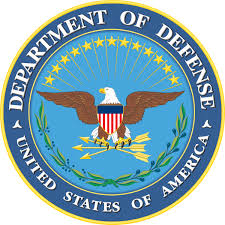 DEPARTMENT OF DEFENSE
UNITED STATES OF AMERICA